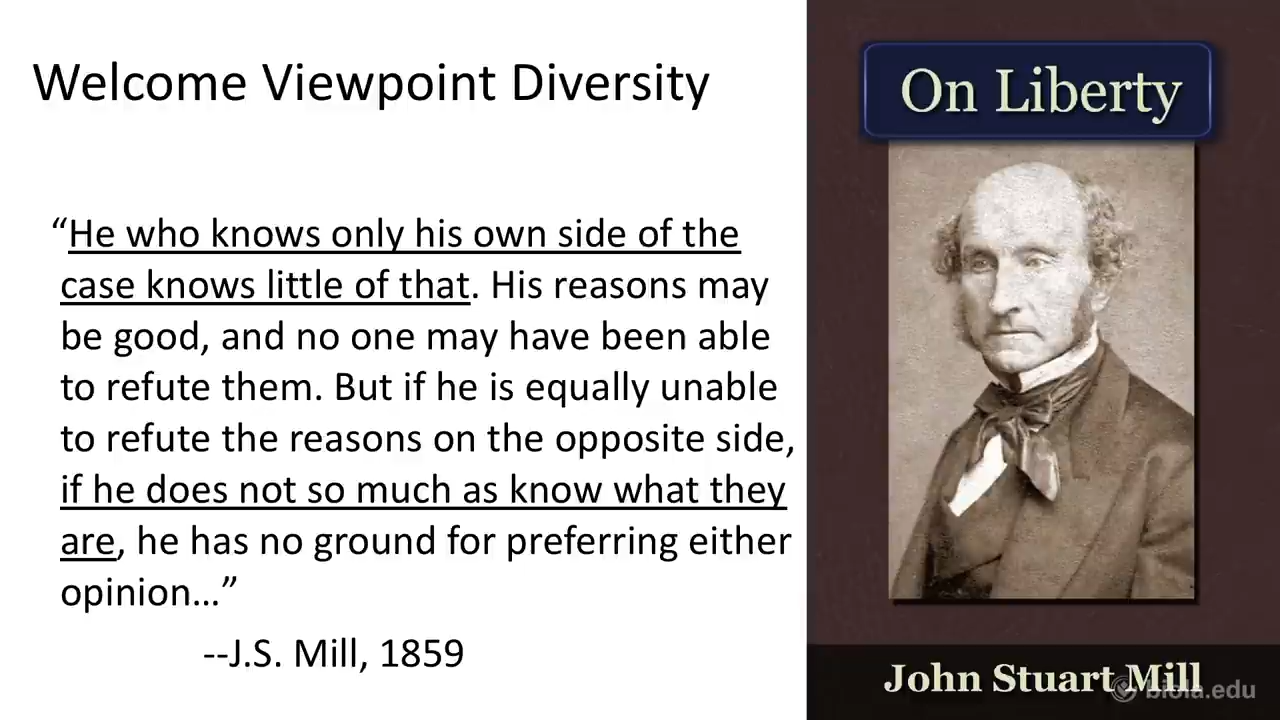 Welcome Viewpoint Diversity
“He who knows only his own side of the
case knows little of that. His reasons may
be good, and no one may have been able
to refute them. But if he is equally unable
to refute the reasons on the opposite side,
if he does not so much as know what they
are, he has no ground for preferring either
opinion…”
--J.S. Mill, 1859
On Liberty
John Stuart Mill
biola.edu